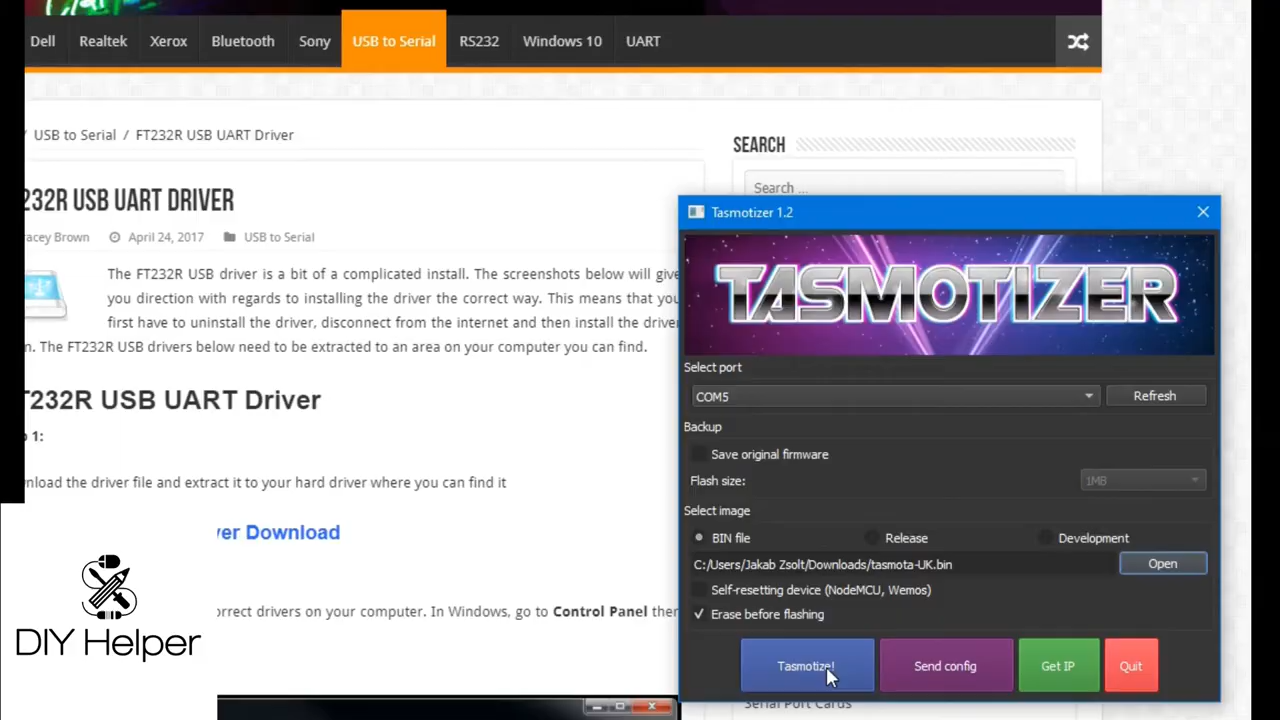 Dell Realtek Xerox Bluetooth Sony USB to Serial RS232 Windows 10 UART
/ USB to Serial / FT232R USB UART Driver
SEARCH
Search ...
232R USB UART DRIVER
Brown April 24, 2017 USB to Serial
The FT232R USB driver is a bit of a complicated install. The screenshots below will give
you direction with regards to installing the driver the correct way. This means that you
first have to uninstall the driver, disconnect from the internet and then install the driver
n. The FT232R USB drivers below need to be extracted to an area on your computer you can find.
T232R USB UART Driver
1:
nload the driver file and extract it to your hard driver where you can find it
ver Download
orrect drivers on your computer. In Windows, go to Control Panel then
DIY Helper
Tasmotizer 1.2
TASMOTIZER
Select port
COM5 Refresh
Backup
Save original firmware
Flash size: 1MB
Select image
BIN file Release Development
C:/Users/Jakab Zsolt/Downloads/tasmota-UK.bin Open
Self-resetting device (NodeMCU, Wemos)
Erase before flashing
Tasmotize! Send config Get IP Quit
Serial Port Cards